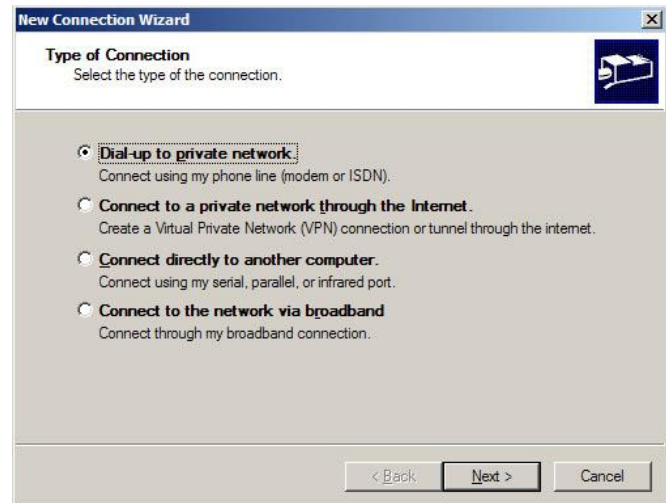 New Connection Wizard
Type of Connection
Select the type of the connection.
Dial-up to private network.
Connect using my phone line (modem or ISDN).
Connect to a private network through the Internet.
Create a Virtual Private Network (VPN) connection or tunnel through the internet.
Connect directly to another computer.
Connect using my serial, parallel, or infrared port.
Connect to the network via broadband
Connect through my broadband connection.
< Back Next > Cancel